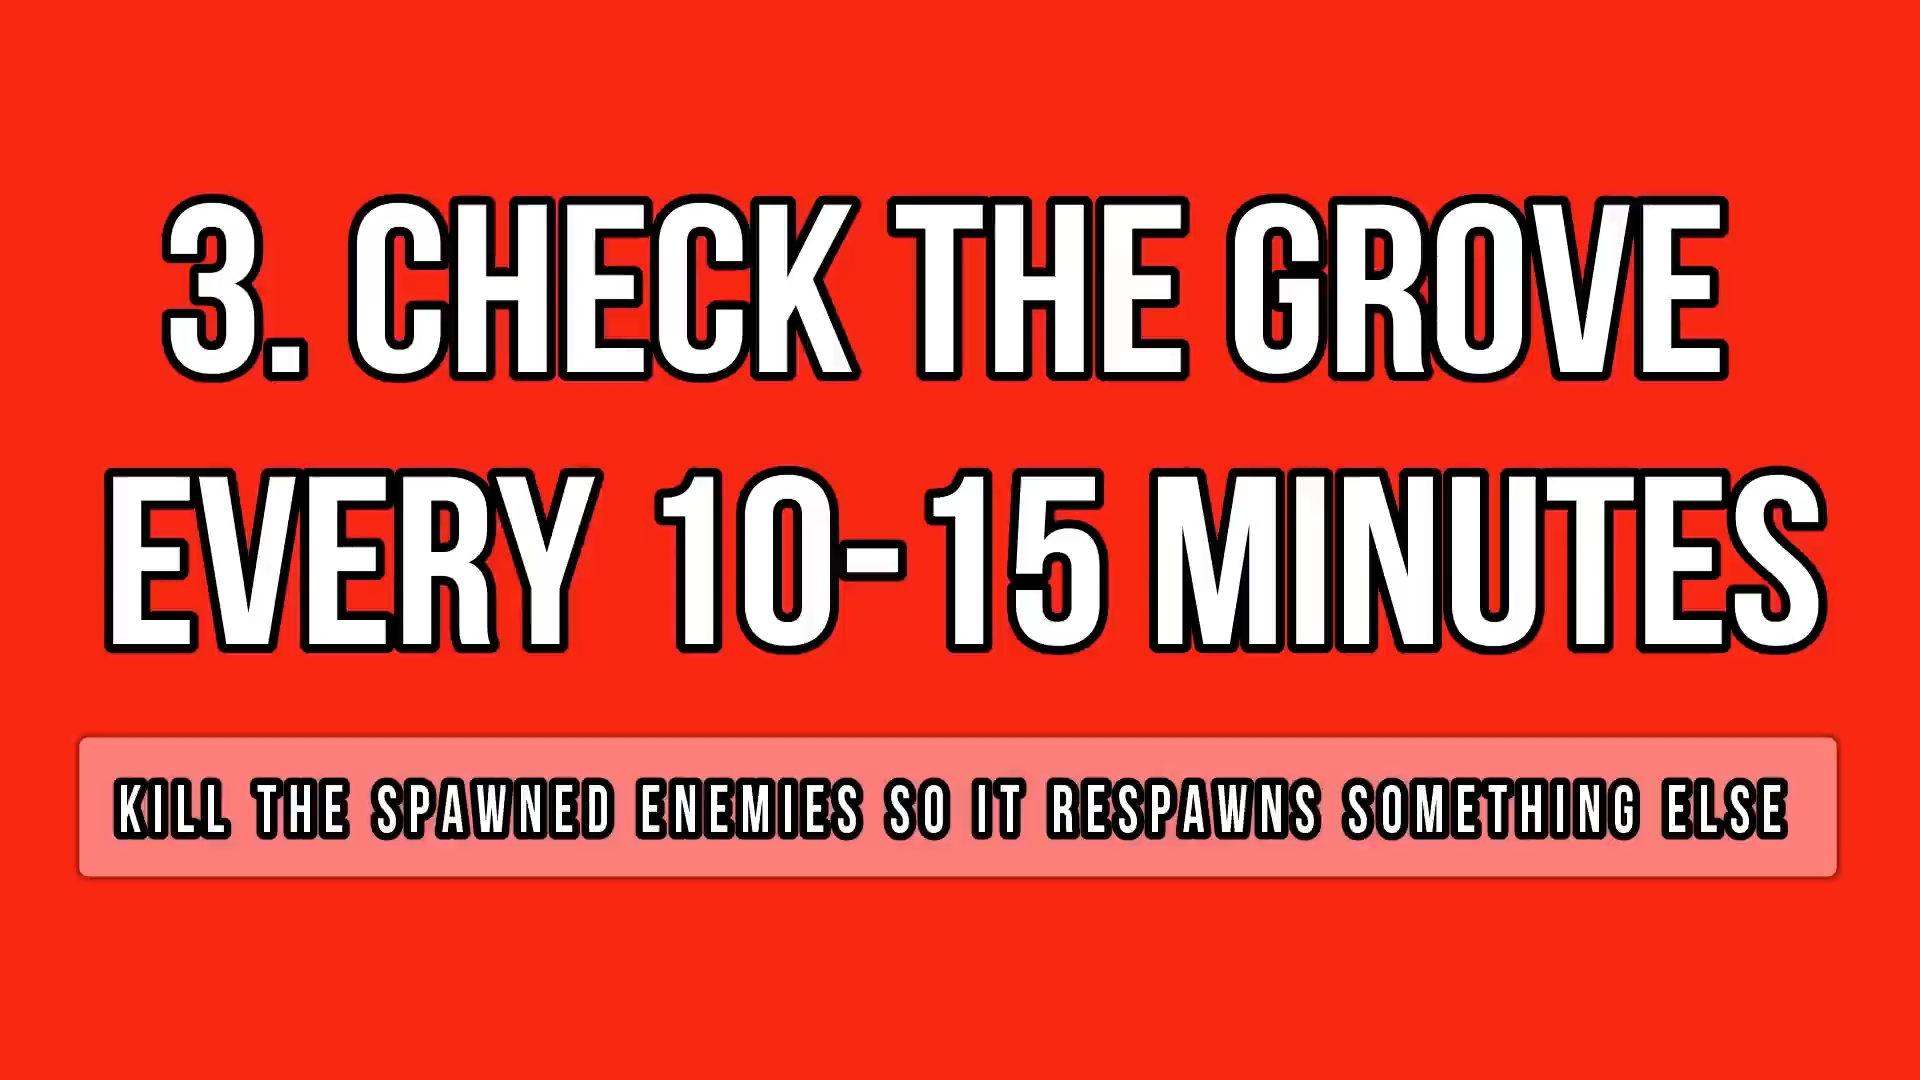 3. CHECK THE GROVE
EVERY 10-15 MINUTES
KILL THE SPAWNED ENEMIES SO IT RESPAWNS SOMETHING ELSE